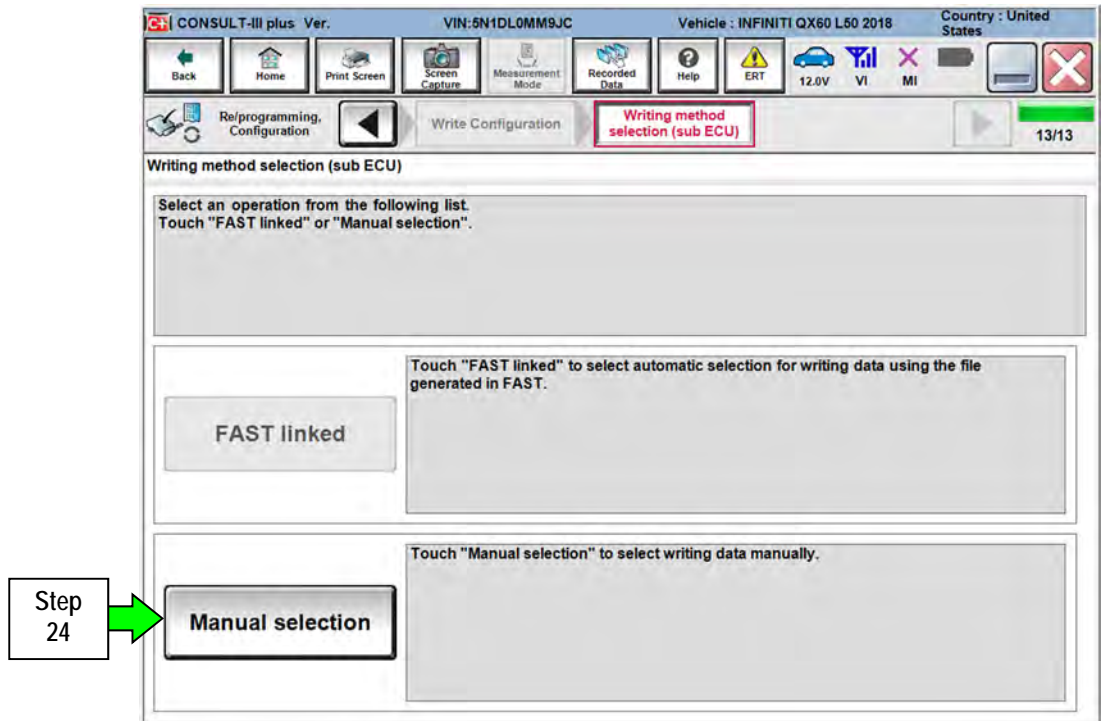 CONSULT-III plus Ver.
VIN:5N1DL0MM9JC
Vehicle : INFINITI QX60 L50 2018
Country : United
States
Back
Home
Print Screen
Screen
Capture
Measurement
Mode
Recorded
Data
Help
ERT
12.0V
VI
MI
Re/programming,
Configuration
Write Configuration
Writing method
selection (sub ECU)
13/13
Writing method selection (sub ECU)
Select an operation from the following list.
Touch "FAST linked" or "Manual selection".
FAST linked
Touch "FAST linked" to select automatic selection for writing data using the file
generated in FAST.
Step
24
Manual selection
Touch "Manual selection" to select writing data manually.